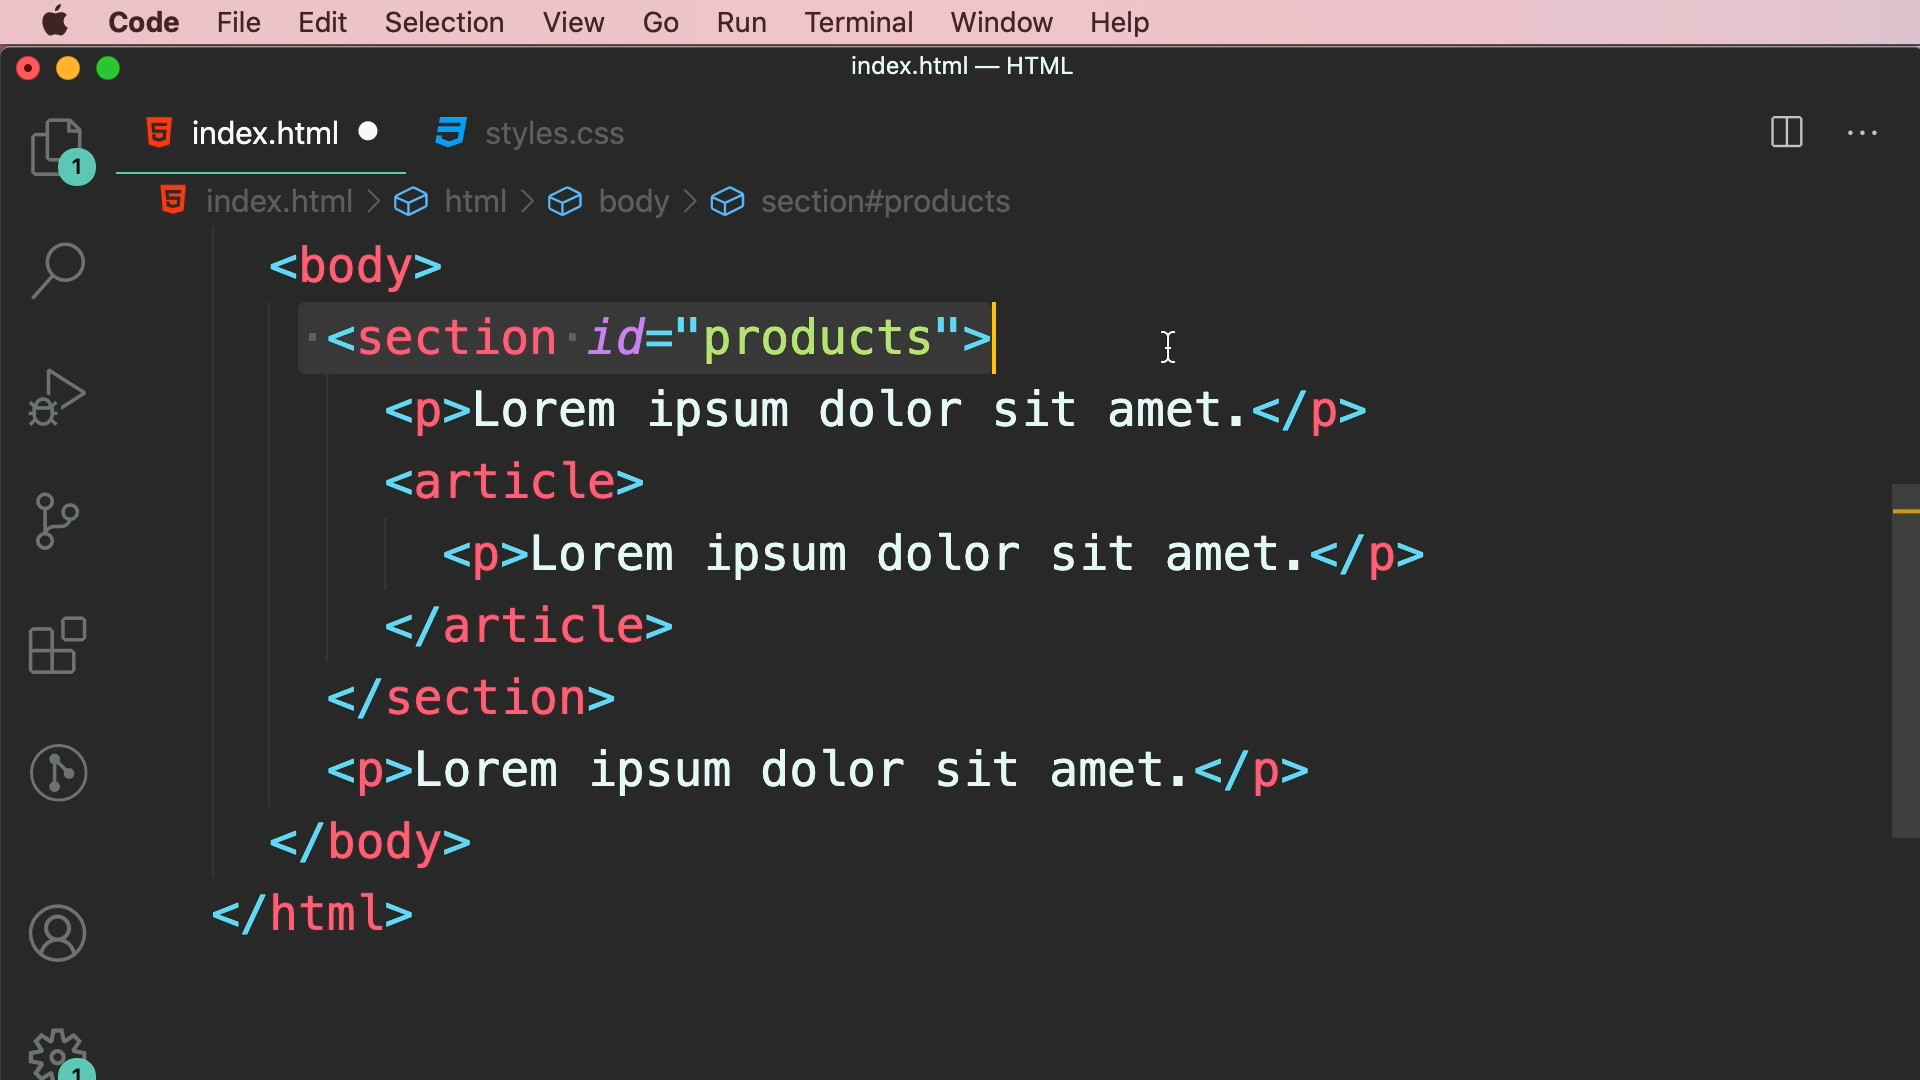 Code File Edit Selection View Go Run Terminal Window Help
index.html — HTML
1
index.html styles.css
index.html > html > body > section#products
<body>
<section id="products">
<p>Lorem ipsum dolor sit amet.</p>
<article>
<p>Lorem ipsum dolor sit amet.</p>
</article>
</section>
<p>Lorem ipsum dolor sit amet.</p>
</body>
</html>
1